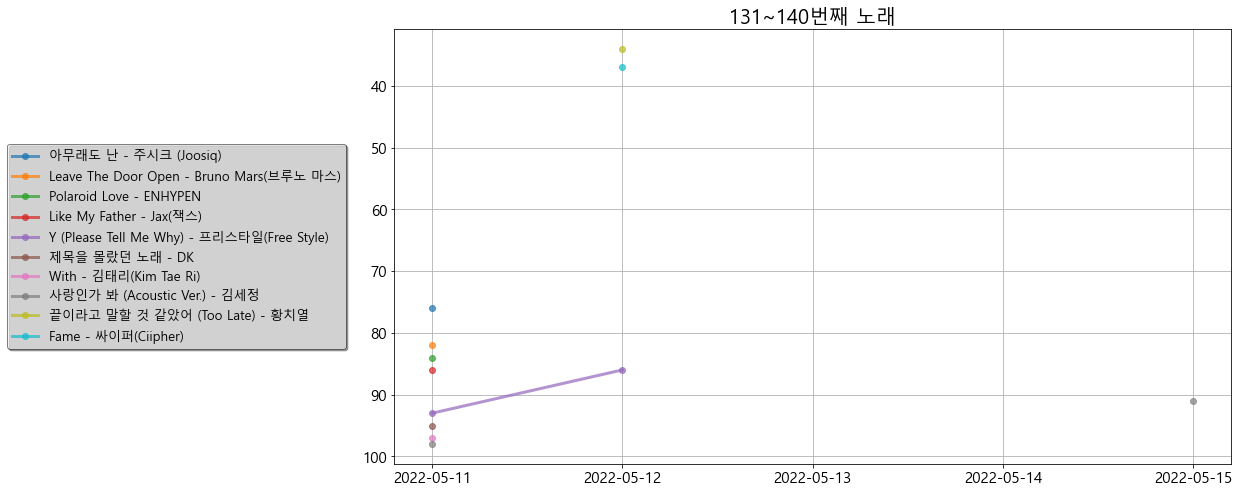 131~140번째 노래
아무래도 난 - 주시크 (Joosiq)
Leave The Door Open - Bruno Mars(브루노 마스)
Polaroid Love - ENHYPEN
Like My Father - Jax(잭스)
Y (Please Tell Me Why) - 프리스타일(Free Style)
제목을 몰랐던 노래 - DK
With - 김태리(Kim Tae Ri)
사랑인가 봐 (Acoustic Ver.) - 김세정
끝이라고 말할 것 같았어 (Too Late) - 황치열
Fame - 싸이퍼(Ciipher)
40
50
60
70
80
90
100
2022-05-11 2022-05-12 2022-05-13 2022-05-14 2022-05-15